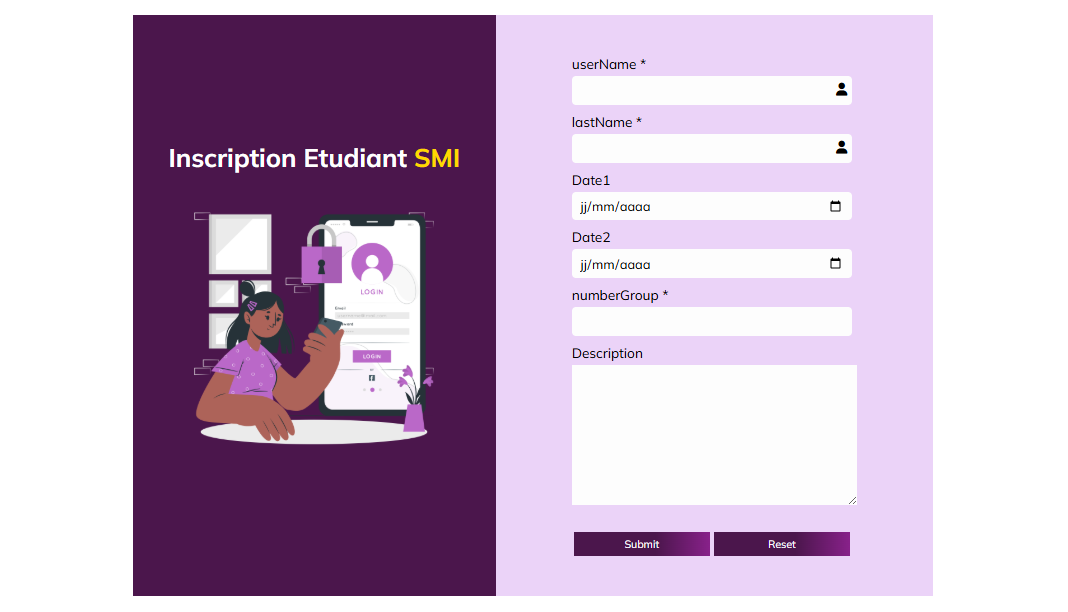 Inscription Etudiant SMI
LOGIN
Email
LOGIN
userName *
lastName *
Date1
jj/mm/aaaa
Date2
jj/mm/aaaa
numberGroup *
Description
Submit
Reset